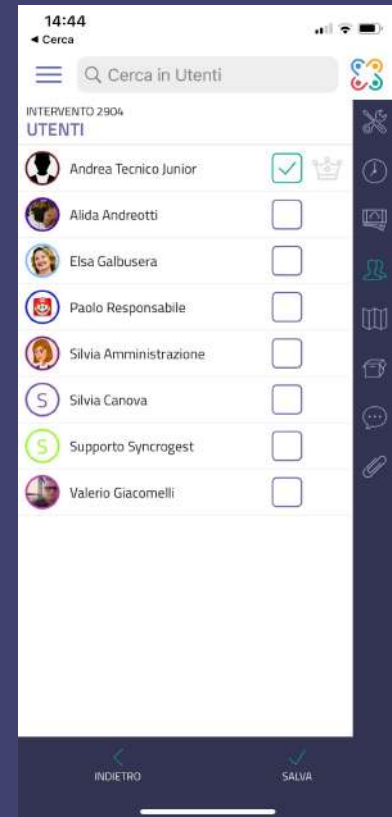 14:44
◀ Cerca
Cerca in Utenti
INTERVENTO 2904
UTENTI
Andrea Tecnico Junior
Alida Andreotti
Elsa Galbusera
Paolo Responsabile
Silvia Amministrazione
S Silvia Canova
S Supporto Syncrogest
Valerio Giacomelli
INDIETRO SALVA